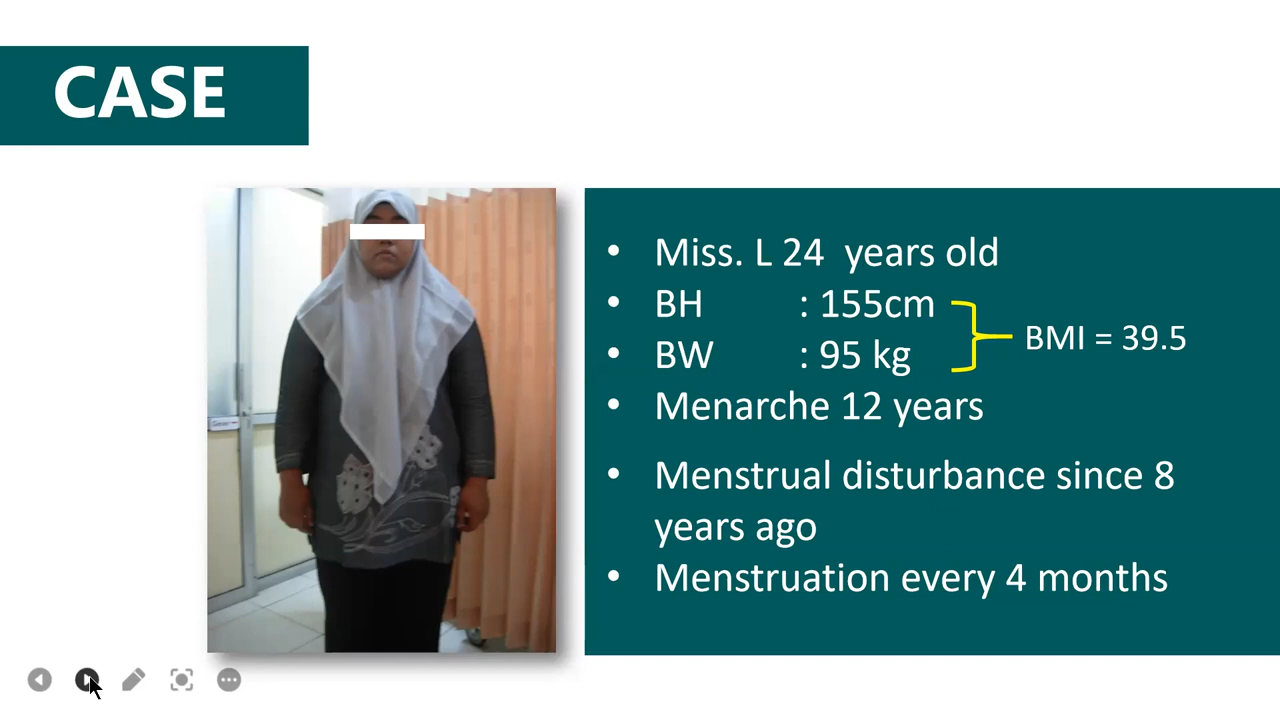 CASE
• Miss. L 24  years old
• BH : 155cm
• BW : 95 kg
BMI = 39.5
• Menarche 12 years
• Menstrual disturbance since 8
years ago
• Menstruation every 4 months